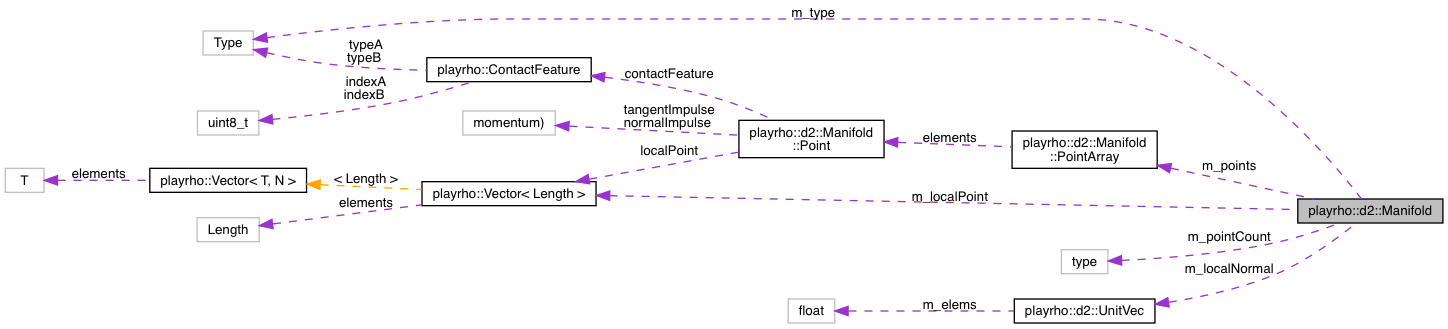 m_type
Type
typeA
typeB
playrho::ContactFeature
contactFeature
indexA
indexB
uint8_t
momentum)
tangentImpulse
normalImpulse
playrho::d2::Manifold
::Point
elements
playrho::d2::Manifold
::PointArray
localPoint
m_points
T
elements
playrho::Vector< T, N >
< Length >
playrho::Vector< Length >
m_localPoint
playrho::d2::Manifold
elements
Length
m_pointCount
type
m_localNormal
float
m_elems
playrho::d2::UnitVec